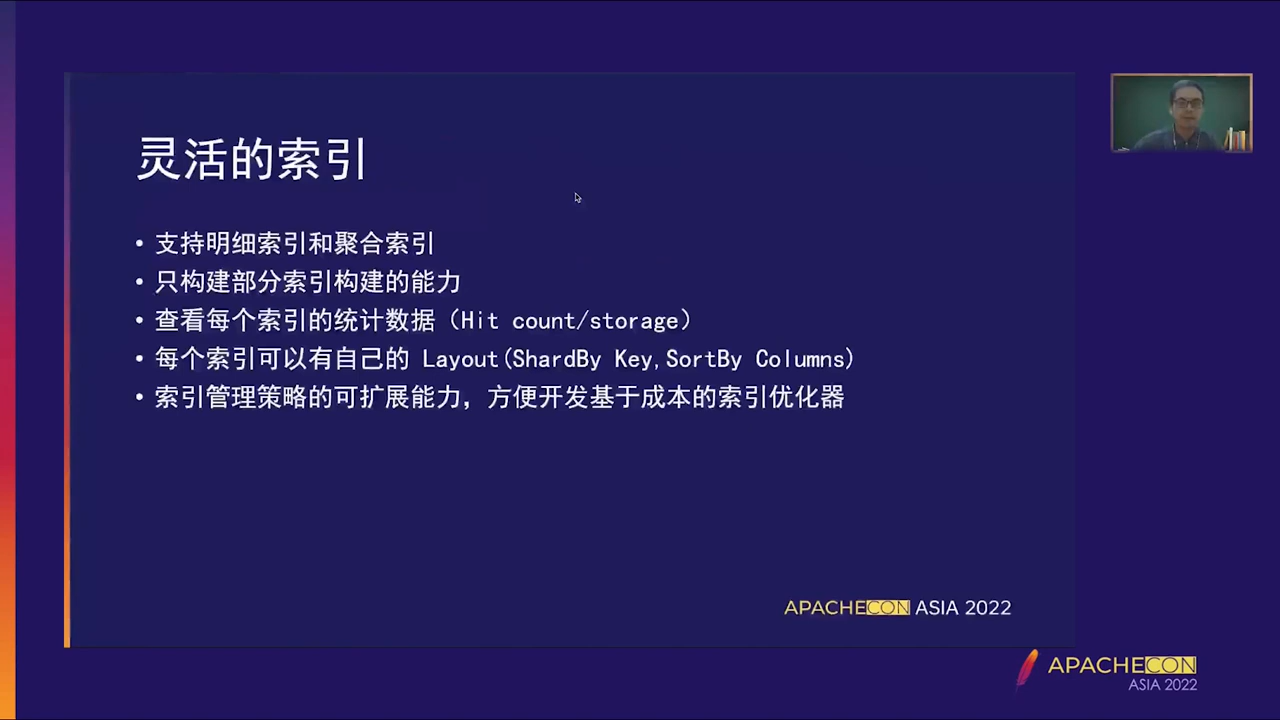 灵活的索引
• 支持明细索引和聚合索引
• 只构建部分索引构建的能力
• 查看每个索引的统计数据（Hit count/storage）
• 每个索引可以有自己的 Layout(ShardBy Key,SortBy Columns)
• 索引管理策略的可扩展能力，方便开发基于成本的索引优化器
APACHECON ASIA 2022
APACHECON
ASIA 2022